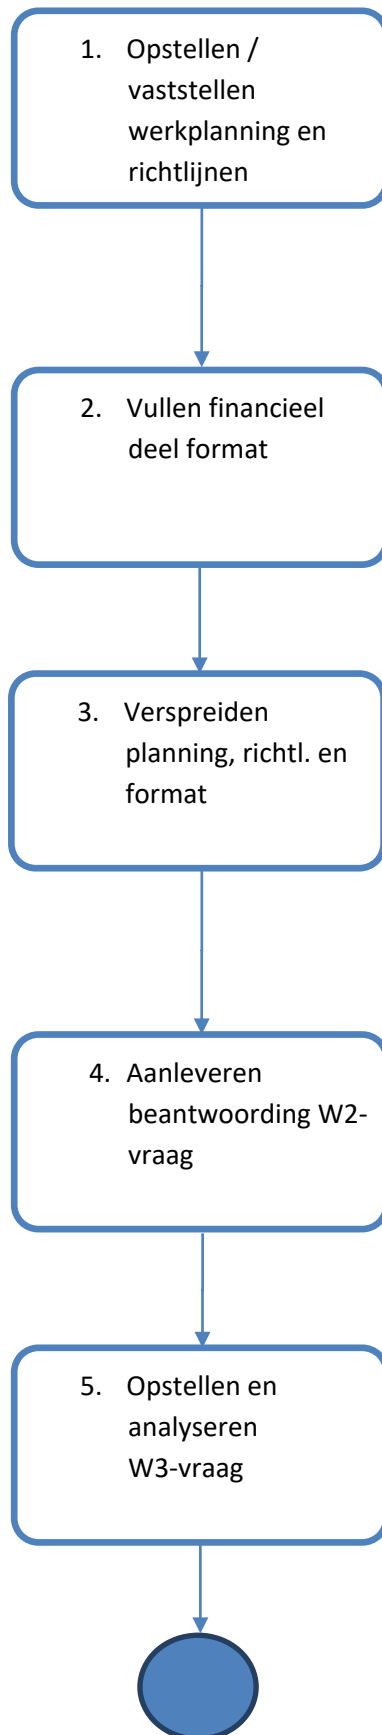 1. Opstellen /
vaststellen
werkplanning en
richtlijnen
2. Vullen financieel
deel format
3. Verspreiden
planning, richtl. en
format
4. Aanleveren
beantwoording W2-
vraag
5. Opstellen en
analyseren
W3-vraag